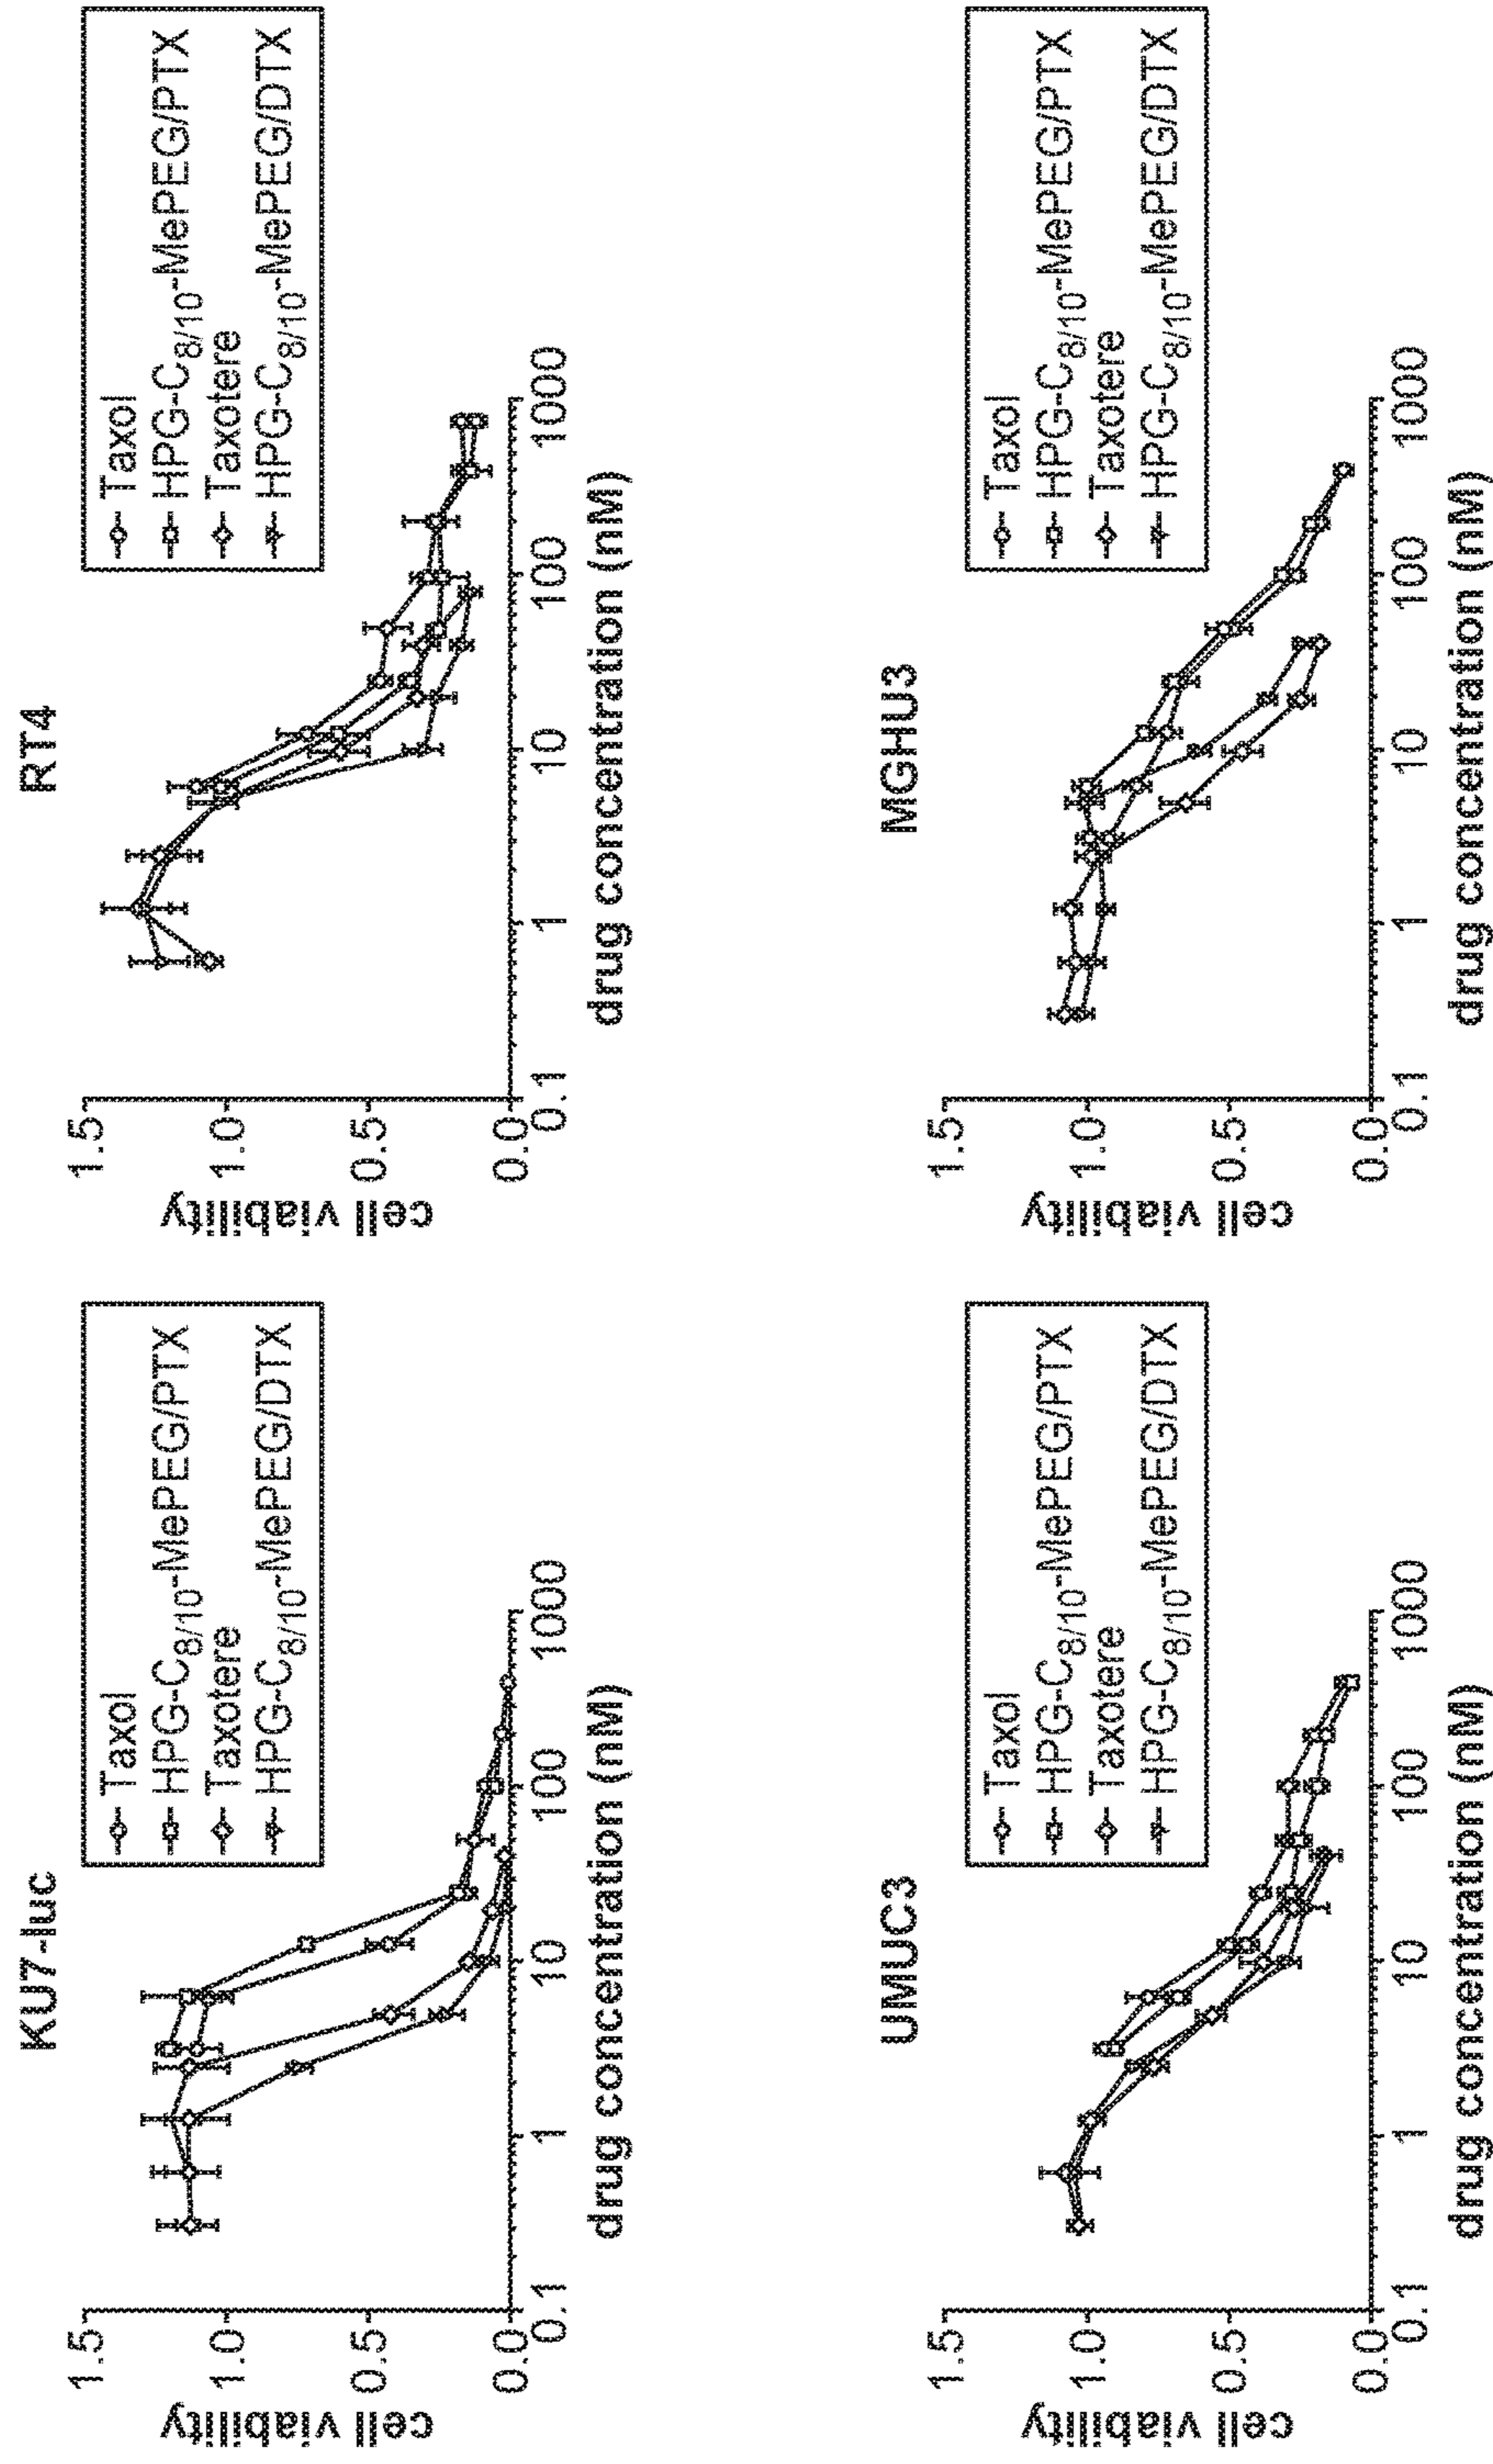 KU7-luc
cell viability
1.5
1.0
0.5
0.0
0.1
1
10
100
1000
drug concentration (nM)
Taxol
HPG-C8/10-MePEG/PTX
Taxotere
HPG-C8/10-MePEG/DTX
RT4
cell viability
1.5
1.0
0.5
0.0
0.1
1
10
100
1000
drug concentration (nM)
Taxol
HPG-C8/10-MePEG/PTX
Taxotere
HPG-C8/10-MePEG/DTX
UMUC3
cell viability
1.5
1.0
0.5
0.0
0.1
1
10
100
1000
drug concentration (nM)
Taxol
HPG-C8/10-MePEG/PTX
Taxotere
HPG-C8/10-MePEG/DTX
MGHU3
cell viability
1.5
1.0
0.5
0.0
0.1
1
10
100
1000
drug concentration (nM)
Taxol
HPG-C8/10-MePEG/PTX
Taxotere
HPG-C8/10-MePEG/DTX